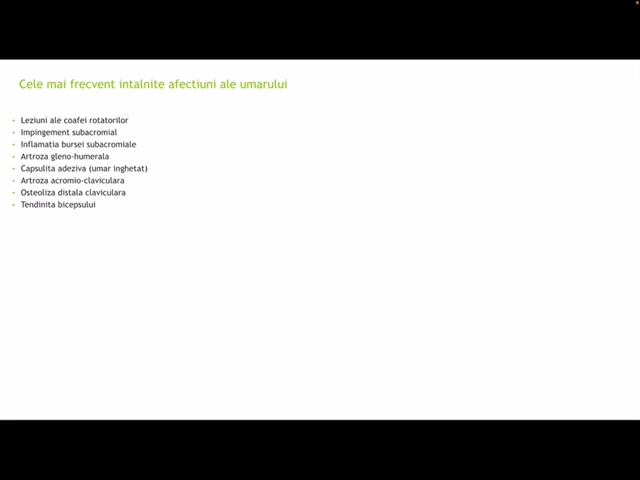 Cele mai frecvent intalnite afectiuni ale umarului
• Leziuni ale coafei rotatorilor
• Impingement subacromial
• Inflamatia bursei subacromiale
• Artroza gleno-humerala
• Capsulita adeziva (umar inghetat)
• Artroza acromio-claviculara
• Osteoliza distala claviculara
• Tendinita bicepsului